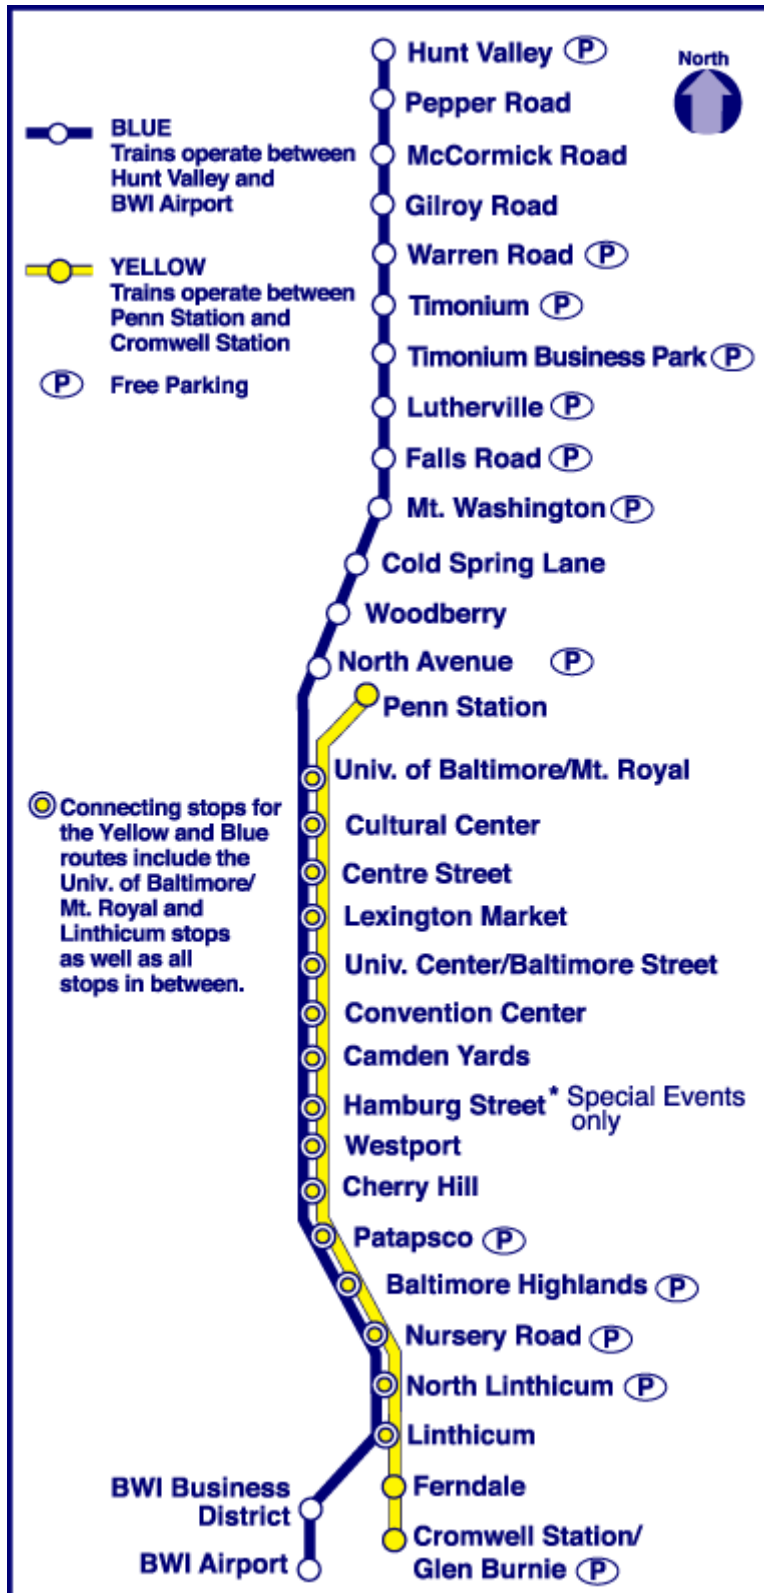 Hunt Valley P
North
Pepper Road
BLUE
Trains operate between
Hunt Valley and
BWI Airport
McCormick Road
Gilroy Road
Warren Road P
YELLOW
Trains operate between
Penn Station and
Cromwell Station
Timonium P
Timonium Business Park P
P Free Parking
Lutherville P
Falls Road P
Mt. Washington P
Cold Spring Lane
Woodberry
North Avenue P
Penn Station
Univ. of Baltimore/Mt. Royal
Connecting stops for
the Yellow and Blue
routes include the
Univ. of Baltimore/
Mt. Royal and
Linthicum stops
as well as all
stops in between.
Cultural Center
Centre Street
Lexington Market
Univ. Center/Baltimore Street
Convention Center
Camden Yards
Hamburg Street* Special Events
only
Westport
Cherry Hill
Patapsco P
Baltimore Highlands P
Nursery Road P
North Linthicum P
Linthicum
BWI Business
District
Ferndale
Cromwell Station/
Glen Burnie P
BWI Airport